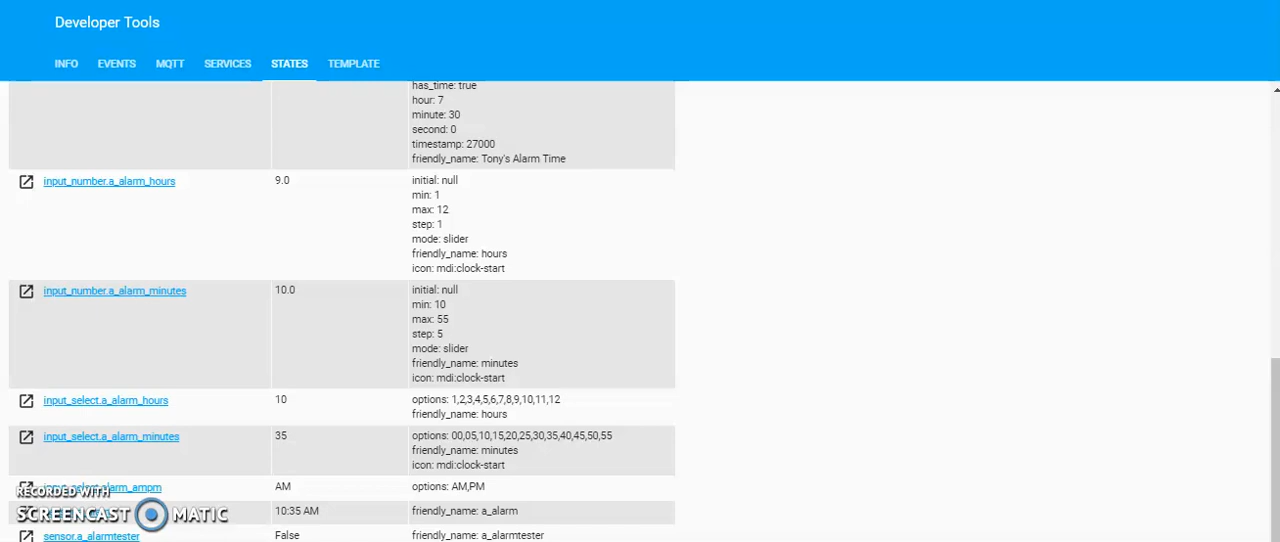 Developer Tools
INFO EVENTS MQTT SERVICES STATES TEMPLATE
has_time: true
hour: 7
minute: 30
second: 0
timestamp: 27000
friendly_name: Tony's Alarm Time
input_number.a_alarm_hours 9.0 initial: null
min: 1
max: 12
step: 1
mode: slider
friendly_name: hours
icon: mdi:clock-start
input_number.a_alarm_minutes 10.0 initial: null
min: 10
max: 55
step: 5
mode: slider
friendly_name: minutes
icon: mdi:clock-start
input_select.a_alarm_hours 10 options: 1,2,3,4,5,6,7,8,9,10,11,12
friendly_name: hours
input_select.a_alarm_minutes 35 options: 00,05,10,15,20,25,30,35,40,45,50,55
friendly_name: minutes
icon: mdi:clock-start
alarm_ampm AM options: AM,PM
RECORDED WITH
SCREENCAST MATIC
10:35 AM friendly_name: a_alarm
sensor.a_alarmtester False friendly_name: a_alarmtester